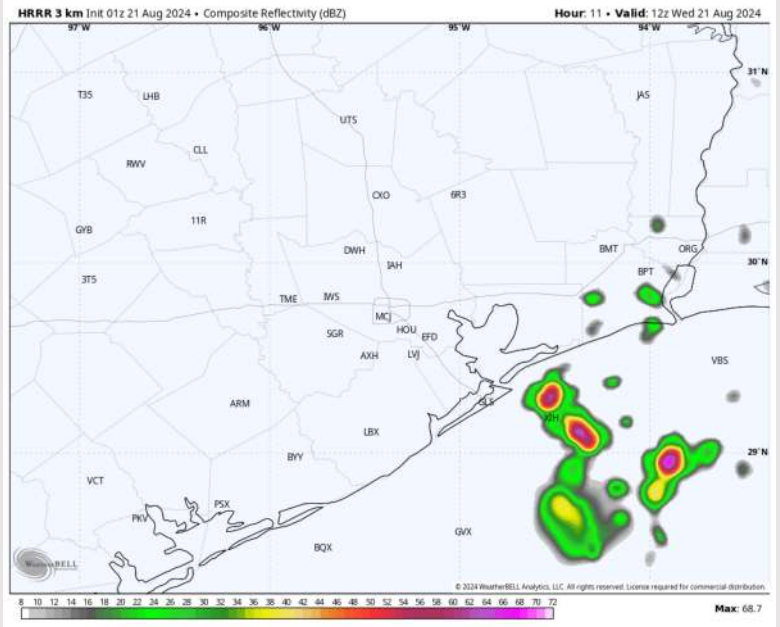 HRRR 3 km Init 01z 21 Aug 2024 • Composite Reflectivity (dBZ)
Hour: 11 • Valid: 12z Wed 21 Aug 2024
97°W 96°W 95°W 94°W
31°N
T35 LHB JAS
UTS
CLL
RWV
CXO 6R3
11R
GYB
DWH BMT ORG
IAH 30°N
3T5 BPT
TME IWS
MCJ
SGR HOU EFD
AXH LVJ VBS
GLS
ARM XIH
LBX
BYY 29°N
VCT
PSX
PKV
GVX
BQX
WeatherBELL
© 2024 WeatherBELL Analytics, LLC. All rights reserved. License required for commercial distribution.
8 10 12 14 16 18 20 22 24 26 28 30 32 34 36 38 40 42 44 46 48 50 52 54 56 58 60 62 64 66 68 70 72
Max: 68.7